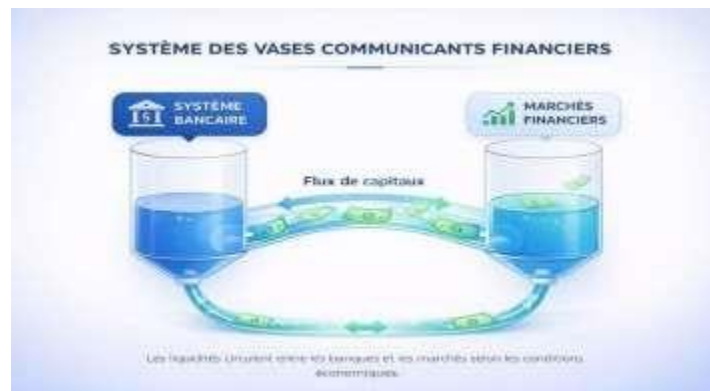 SYSTÈME DES VASES COMMUNICANTS FINANCIERS
SYSTÈME
BANCAIRE
MARCHÉS
FINANCIERS
Flux de capitaux
Les liquidités circulent entre les banques et les marchés selon les conditions
économiques.